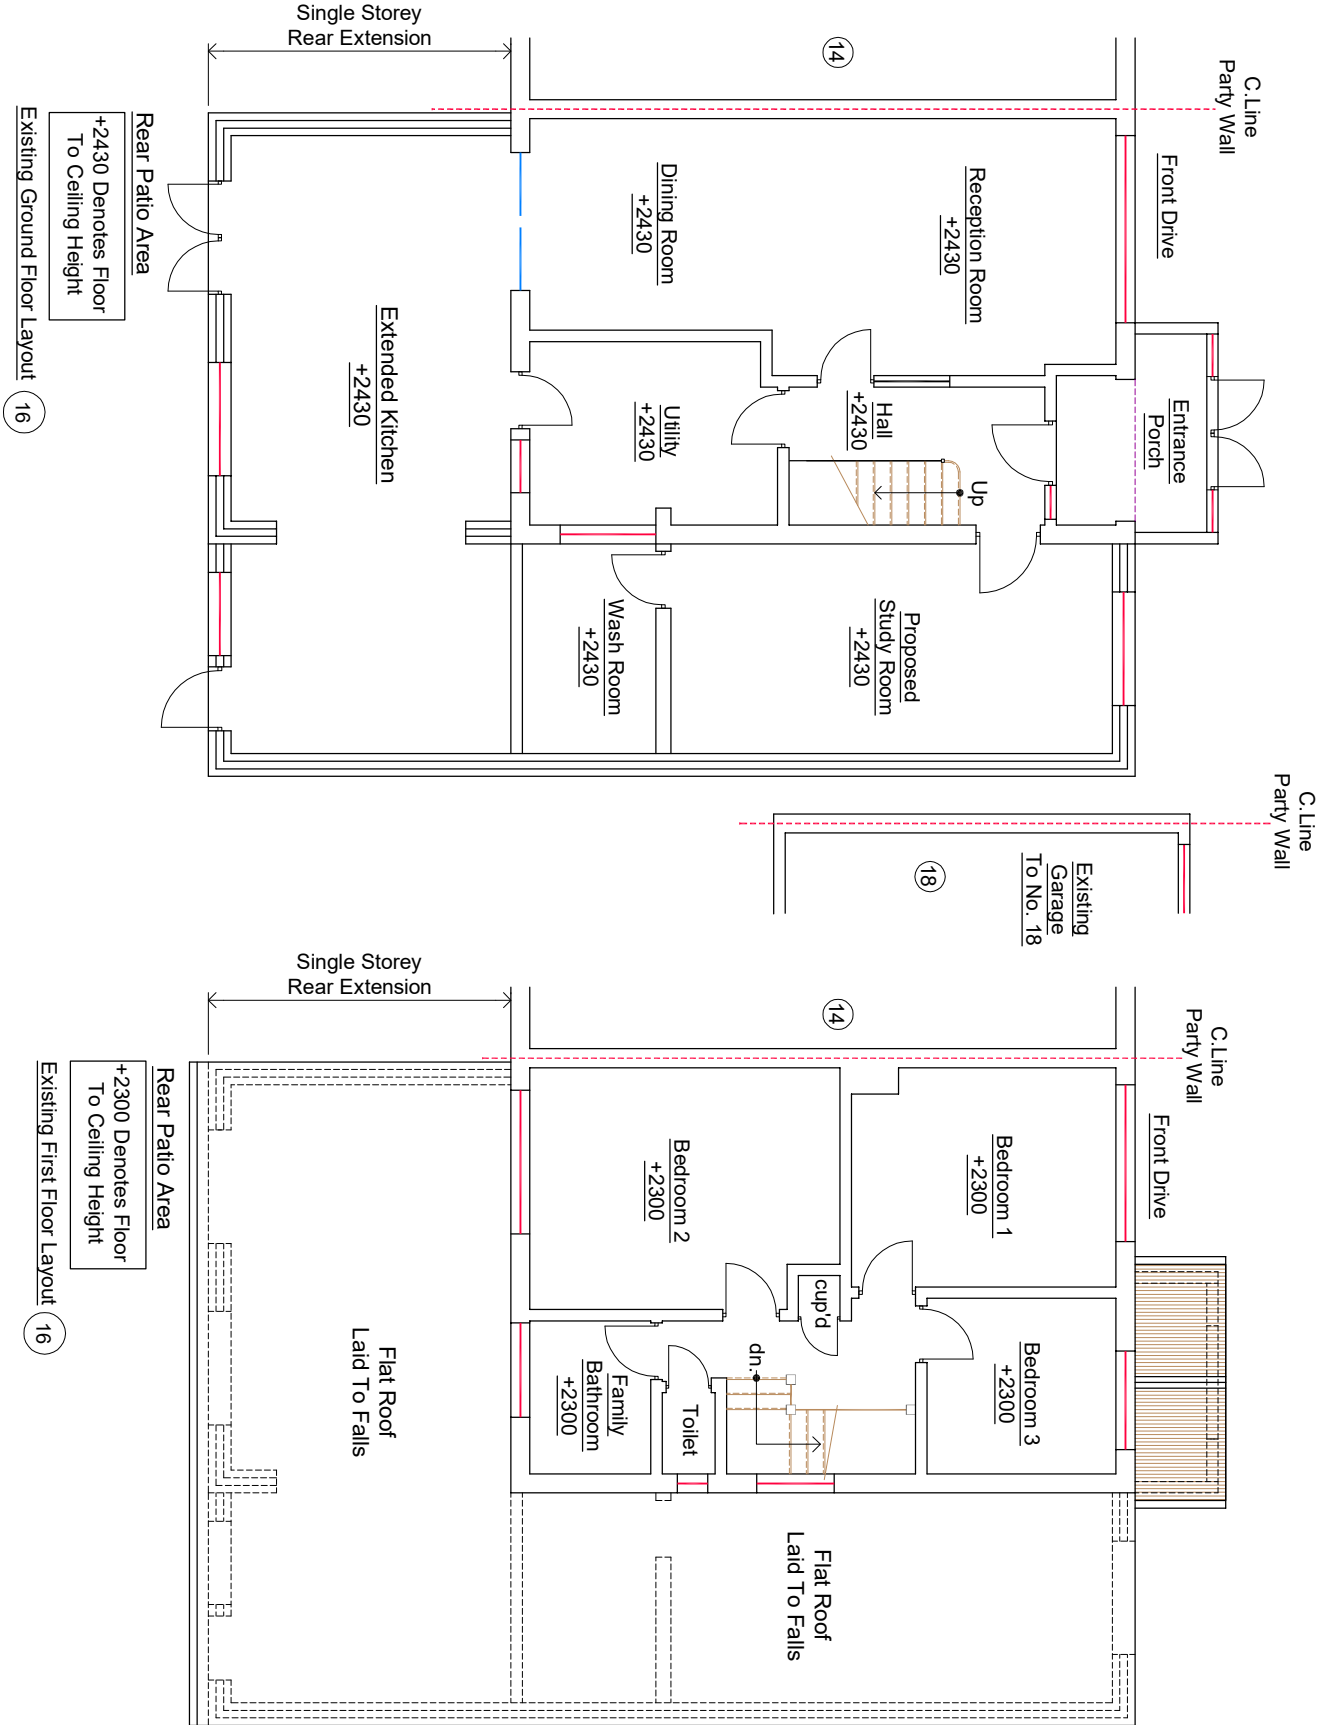 Single Storey
Rear Extension
14
C.Line
Party Wall
Front Drive
Reception Room
+2430
Dining Room
+2430
Entrance
Porch
Hall
+2430
Up
Utility
+2430
Extended Kitchen
+2430
Proposed
Study Room
+2430
Wash Room
+2430
Rear Patio Area
+2430 Denotes Floor
To Ceiling Height
Existing Ground Floor Layout
16
C.Line
Party Wall
Existing
Garage
To No. 18
18
Single Storey
Rear Extension
14
C.Line
Party Wall
Front Drive
Bedroom 1
+2300
Bedroom 2
+2300
cup'd
Bedroom 3
+2300
dn.
Toilet
Family
Bathroom
+2300
Flat Roof
Laid To Falls
Flat Roof
Laid To Falls
Rear Patio Area
+2300 Denotes Floor
To Ceiling Height
Existing First Floor Layout
16